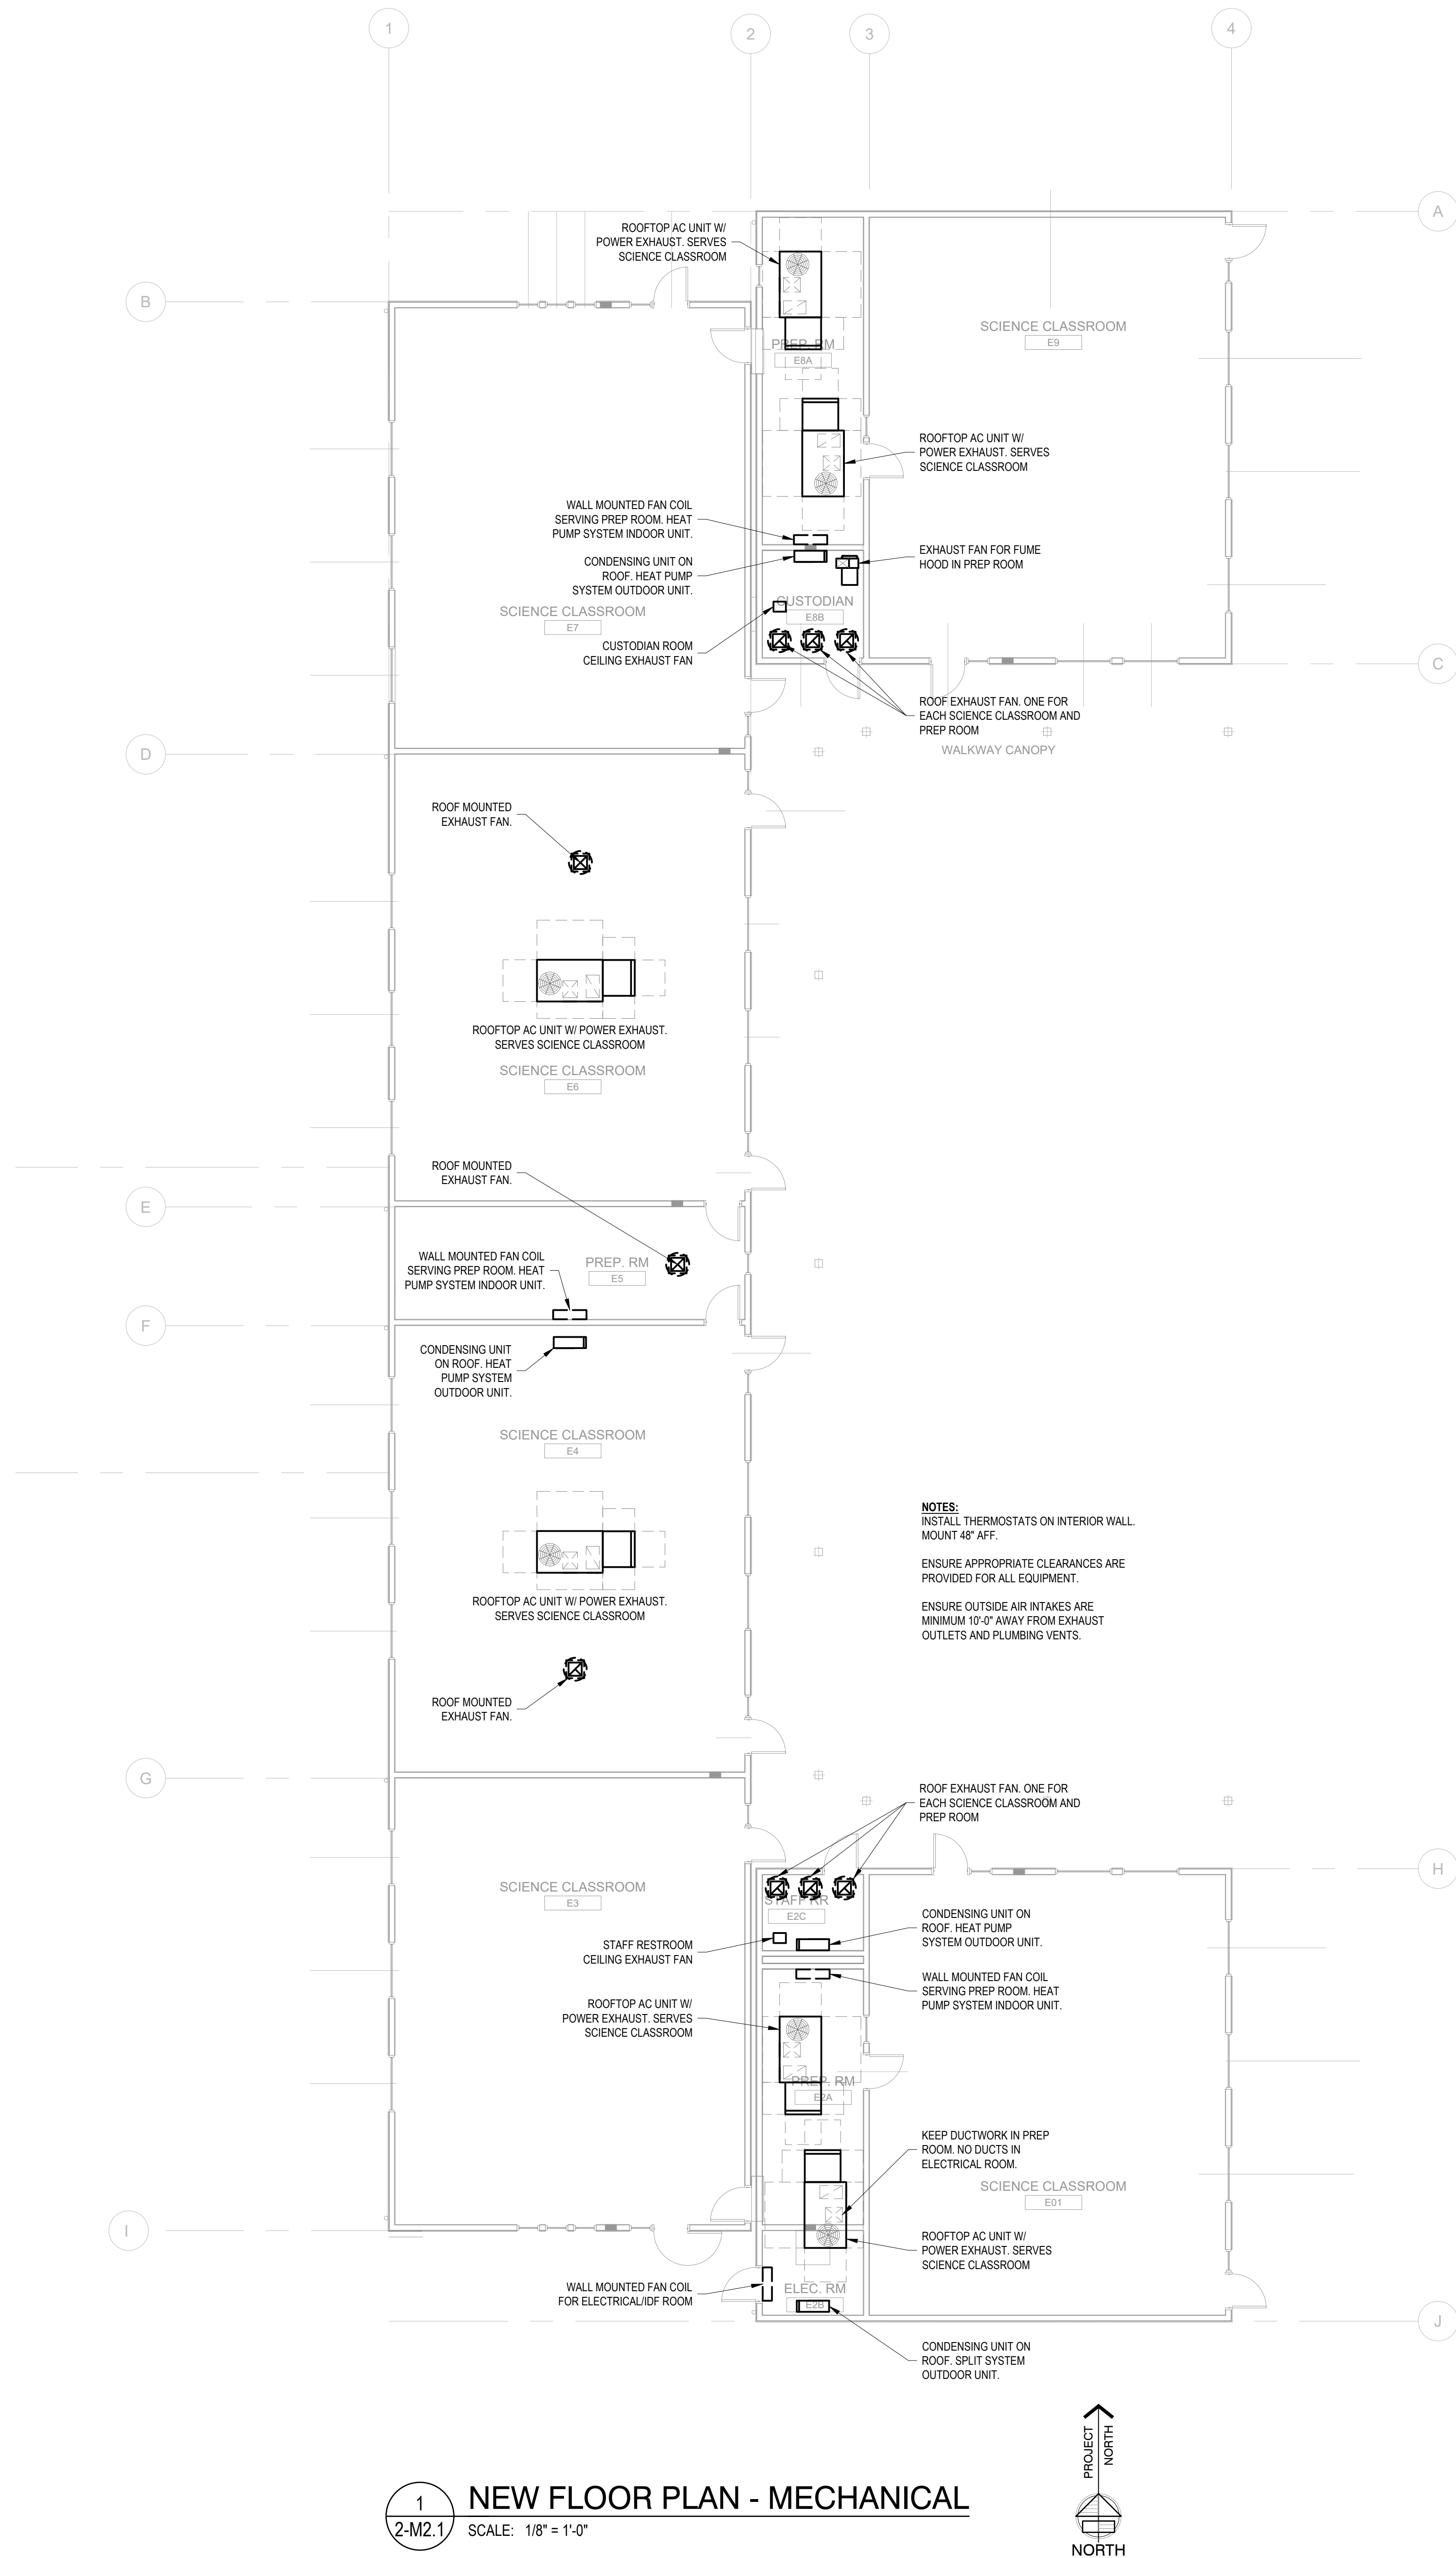 1
2
3
4
A
ROOFTOP AC UNIT W/
POWER EXHAUST. SERVES
SCIENCE CLASSROOM
B
SCIENCE CLASSROOM
E9
PREP. RM
E8A
ROOFTOP AC UNIT W/
POWER EXHAUST. SERVES
SCIENCE CLASSROOM
WALL MOUNTED FAN COIL
SERVING PREP ROOM. HEAT
PUMP SYSTEM INDOOR UNIT.
EXHAUST FAN FOR FUME
HOOD IN PREP ROOM
CONDENSING UNIT ON
ROOF. HEAT PUMP
SYSTEM OUTDOOR UNIT.
CUSTODIAN
E8B
SCIENCE CLASSROOM
E7
CUSTODIAN ROOM
CEILING EXHAUST FAN
C
ROOF EXHAUST FAN. ONE FOR
EACH SCIENCE CLASSROOM AND
PREP ROOM
WALKWAY CANOPY
D
ROOF MOUNTED
EXHAUST FAN.
ROOFTOP AC UNIT W/ POWER EXHAUST.
SERVES SCIENCE CLASSROOM
SCIENCE CLASSROOM
E6
ROOF MOUNTED
EXHAUST FAN.
E
WALL MOUNTED FAN COIL
SERVING PREP ROOM. HEAT
PUMP SYSTEM INDOOR UNIT.
PREP. RM
E5
F
CONDENSING UNIT
ON ROOF. HEAT
PUMP SYSTEM
OUTDOOR UNIT.
SCIENCE CLASSROOM
E4
NOTES:
INSTALL THERMOSTATS ON INTERIOR WALL.
MOUNT 48" AFF.
ENSURE APPROPRIATE CLEARANCES ARE
PROVIDED FOR ALL EQUIPMENT.
ENSURE OUTSIDE AIR INTAKES ARE
MINIMUM 10'-0" AWAY FROM EXHAUST
OUTLETS AND PLUMBING VENTS.
ROOFTOP AC UNIT W/ POWER EXHAUST.
SERVES SCIENCE CLASSROOM
ROOF MOUNTED
EXHAUST FAN.
G
ROOF EXHAUST FAN. ONE FOR
EACH SCIENCE CLASSROOM AND
PREP ROOM
H
SCIENCE CLASSROOM
E3
STAFF RR
E2C
CONDENSING UNIT ON
ROOF. HEAT PUMP
SYSTEM OUTDOOR UNIT.
STAFF RESTROOM
CEILING EXHAUST FAN
WALL MOUNTED FAN COIL
SERVING PREP ROOM. HEAT
PUMP SYSTEM INDOOR UNIT.
ROOFTOP AC UNIT W/
POWER EXHAUST. SERVES
SCIENCE CLASSROOM
PREP. RM
E2A
KEEP DUCTWORK IN PREP
ROOM. NO DUCTS IN
ELECTRICAL ROOM.
SCIENCE CLASSROOM
E01
I
ROOFTOP AC UNIT W/
POWER EXHAUST. SERVES
SCIENCE CLASSROOM
WALL MOUNTED FAN COIL
FOR ELECTRICAL/IDF ROOM
ELEC. RM
E2B
J
CONDENSING UNIT ON
ROOF. SPLIT SYSTEM
OUTDOOR UNIT.
PROJECT
NORTH
NORTH
1
2-M2.1
NEW FLOOR PLAN - MECHANICAL
SCALE: 1/8" = 1'-0"